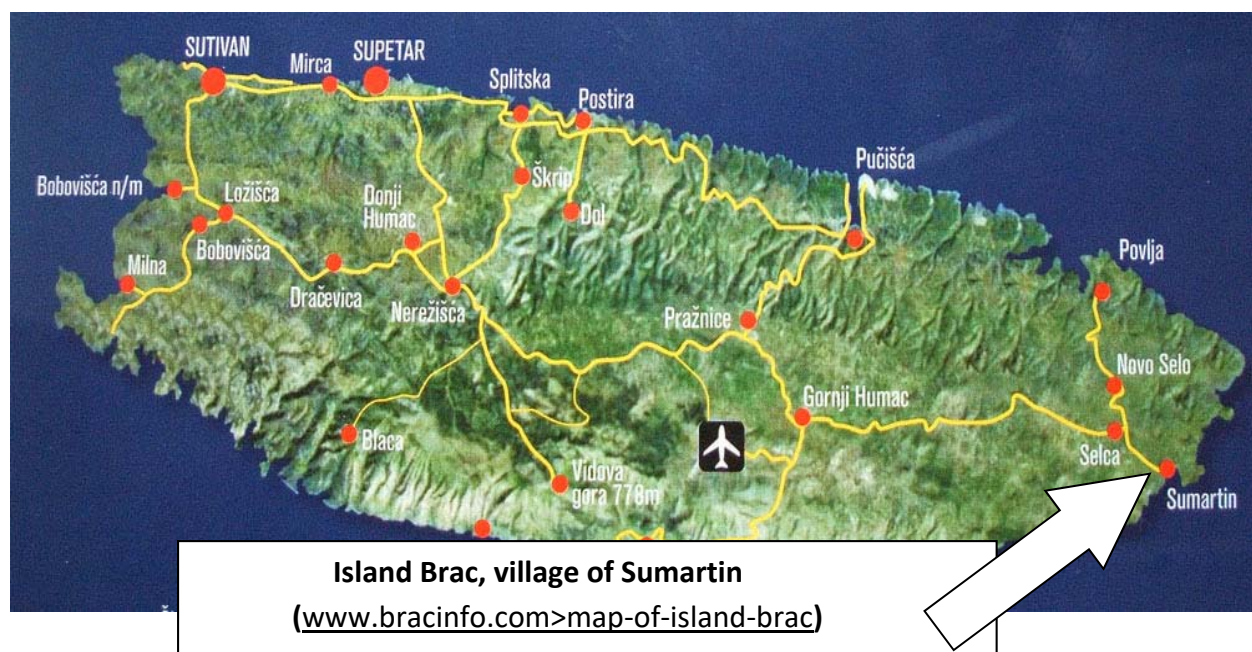 SUTIVAN
Mirca
SUPETAR
Splitska
Postira
Pučišća
Bobovišća n/m
Ložišća
Donji
Humac
Škrip
Dol
Povlja
Bobovišća
Milna
Dračevica
Nerežišća
Pražnice
Novo Selo
Gornji Humac
Blaca
Selca
Vidova
gora 778m
Sumartin
Island Brac, village of Sumartin
(www.bracinfo.com>map-of-island-brac)